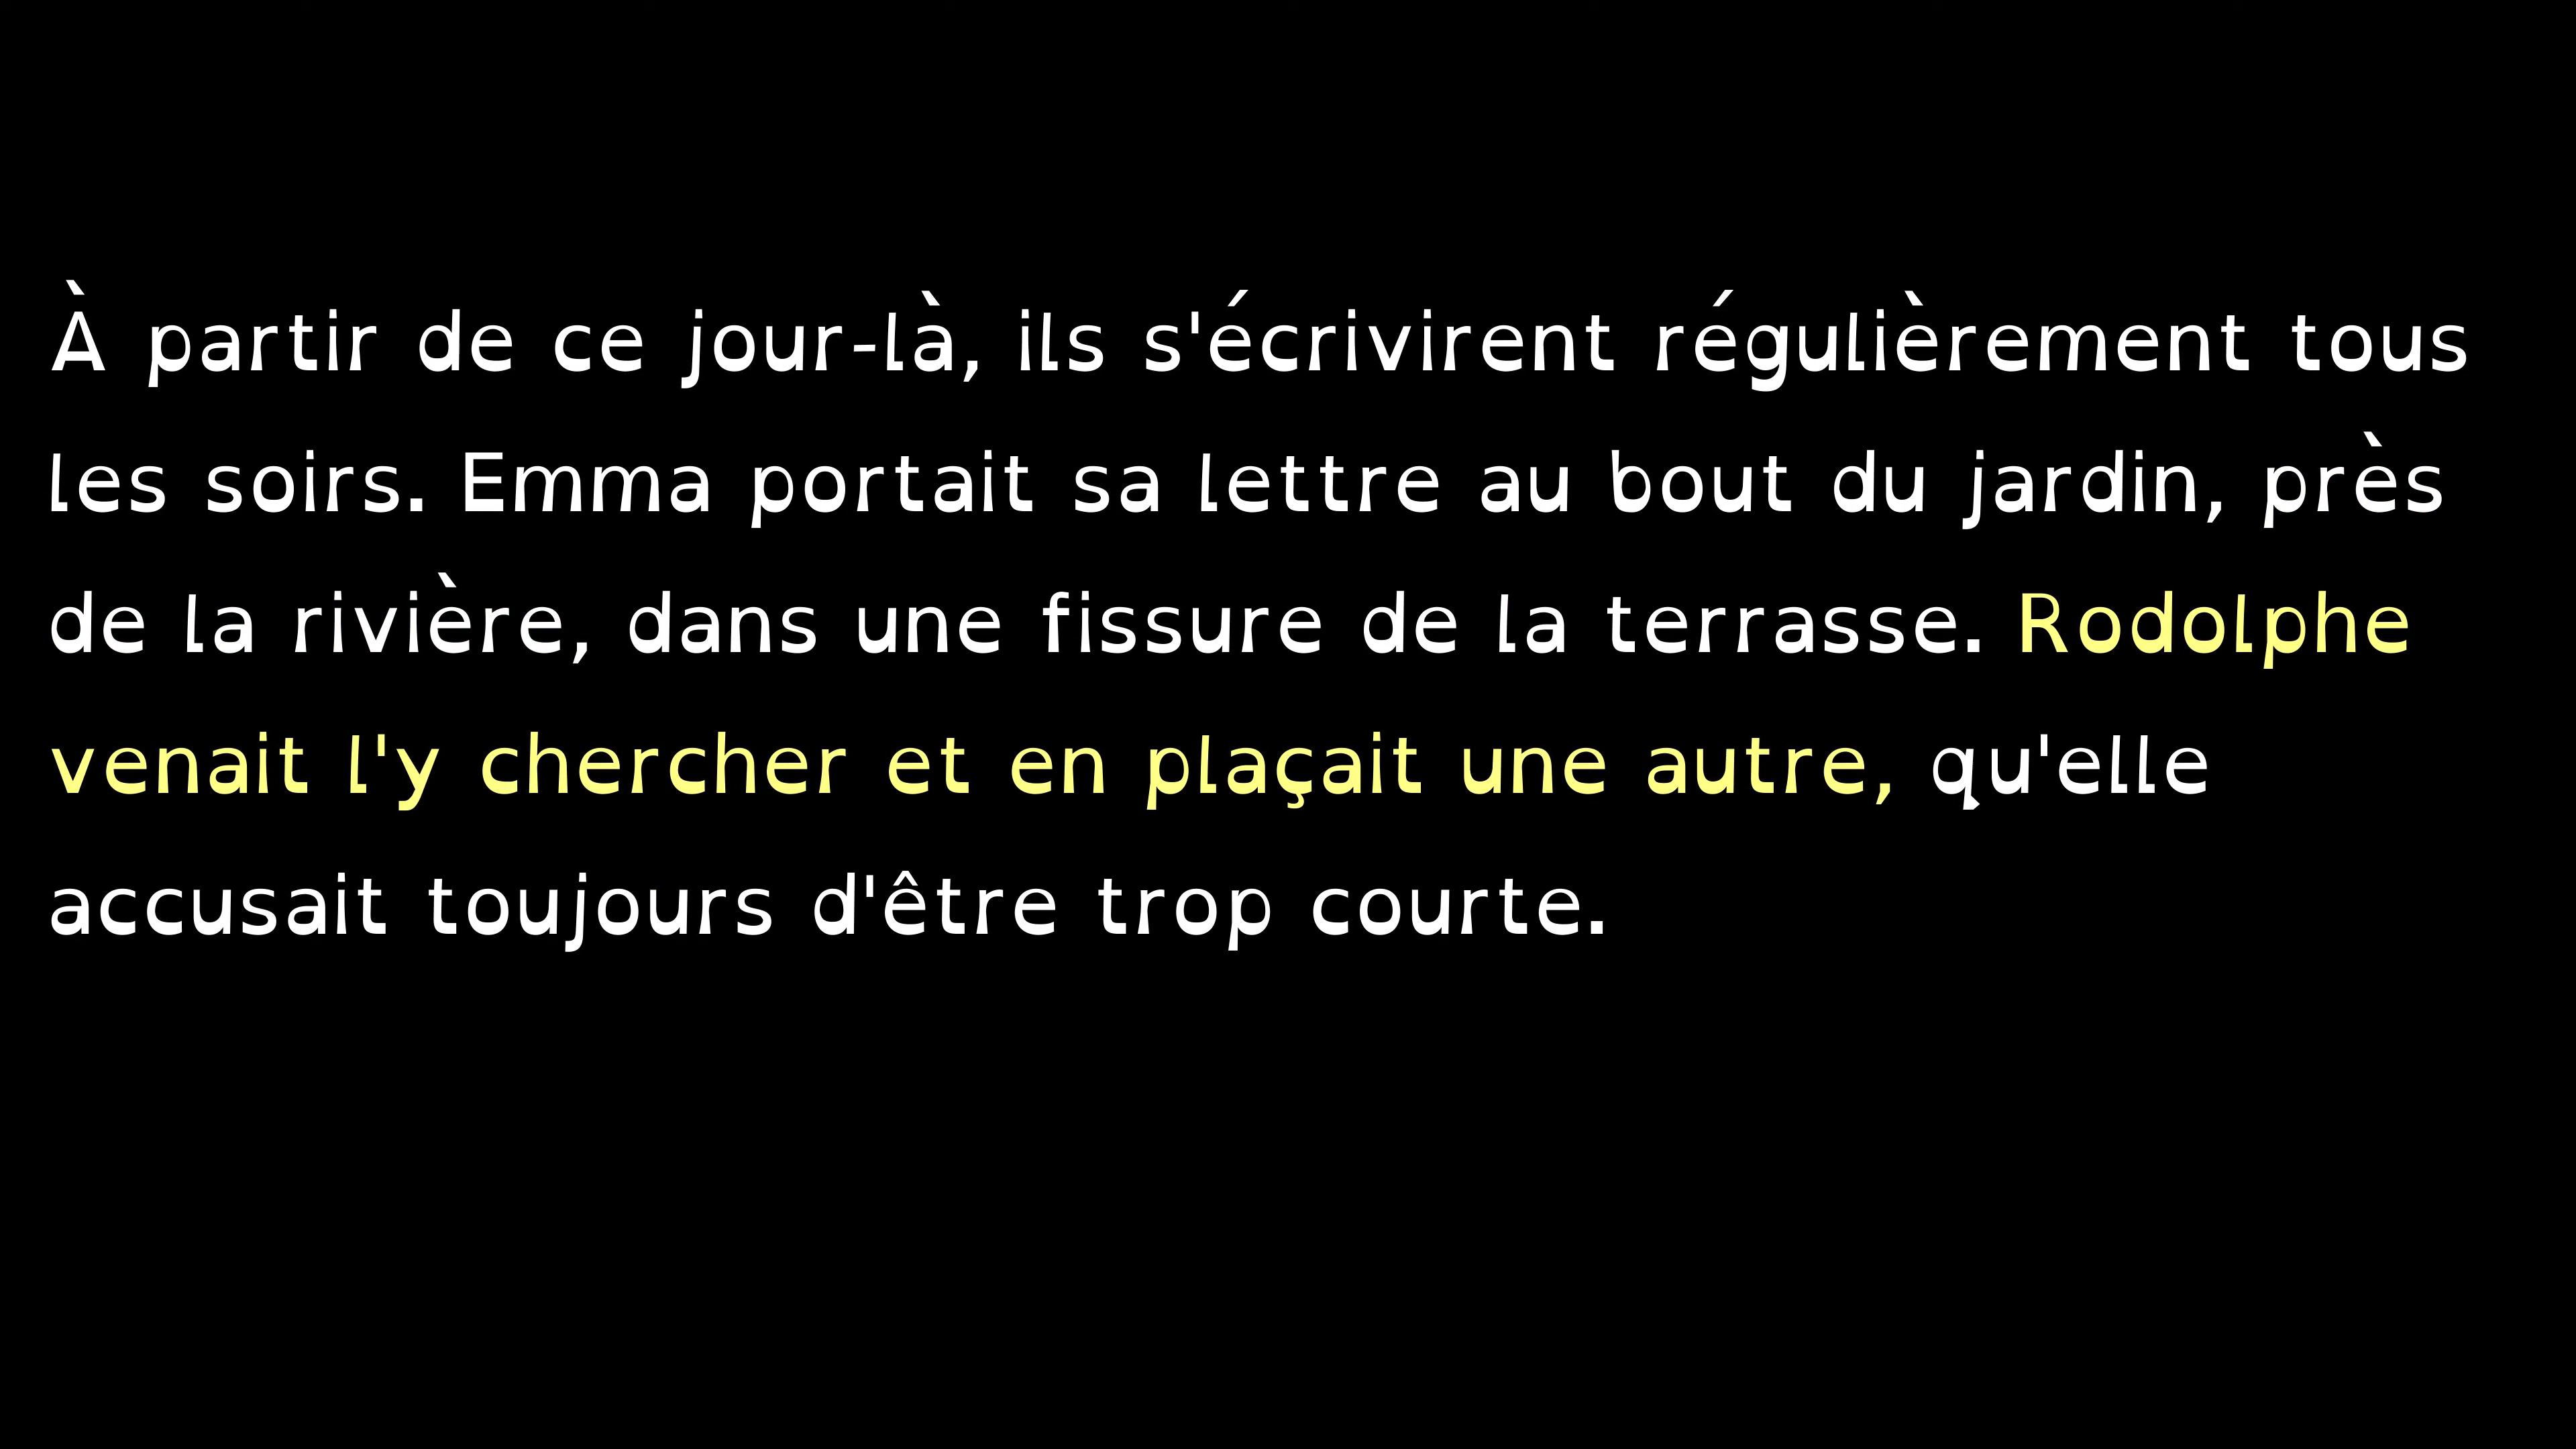 À partir de ce jour-là, ils s'écrivirent régulièrement tous
les soirs. Emma portait sa lettre au bout du jardin, près
de la rivière, dans une fissure de la terrasse. Rodolphe
venait l'y chercher et en plaçait une autre, qu'elle
accusait toujours d'être trop courte.